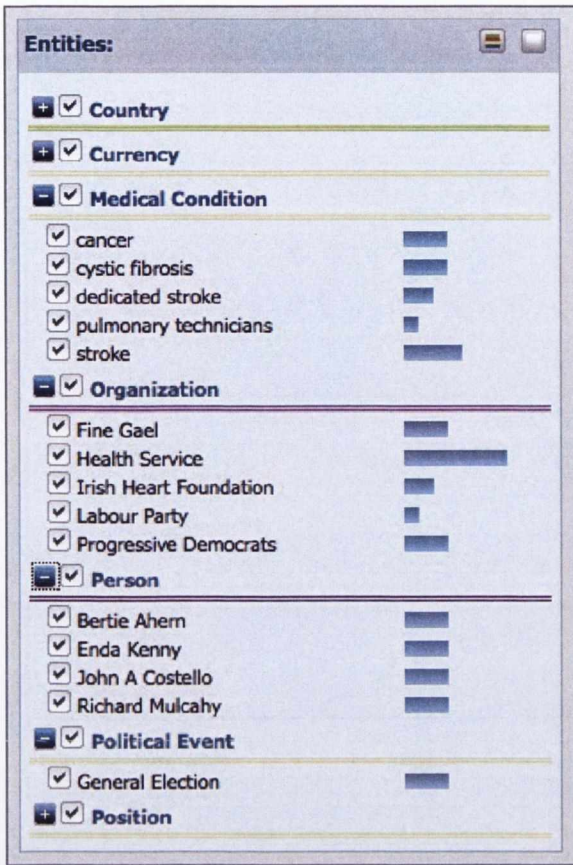 Entities:
Country
Currency
Medical Condition
cancer
cystic fibrosis
dedicated stroke
pulmonary technicians
stroke
Organization
Fine Gael
Health Service
Irish Heart Foundation
Labour Party
Progressive Democrats
Person
Bertie Ahern
Enda Kenny
John A Costello
Richard Mulcahy
Political Event
General Election
Position